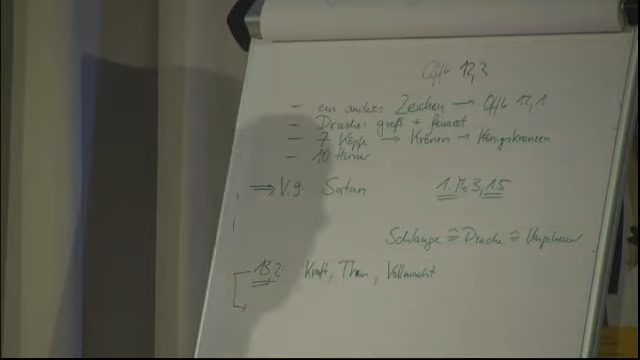 Offb 12,3
– ein anderes Zeichen → Offb 12,1
– Drache: groß + feuerrot
– 7 Köpfe → Kronen → Königskronen
– 10 Hörner
⇒ V.9: Satan 1. Mo 3,15
Schlange ≙ Drache ≙ Ungeheuer
13,2: Kraft, Thron, Vollmacht